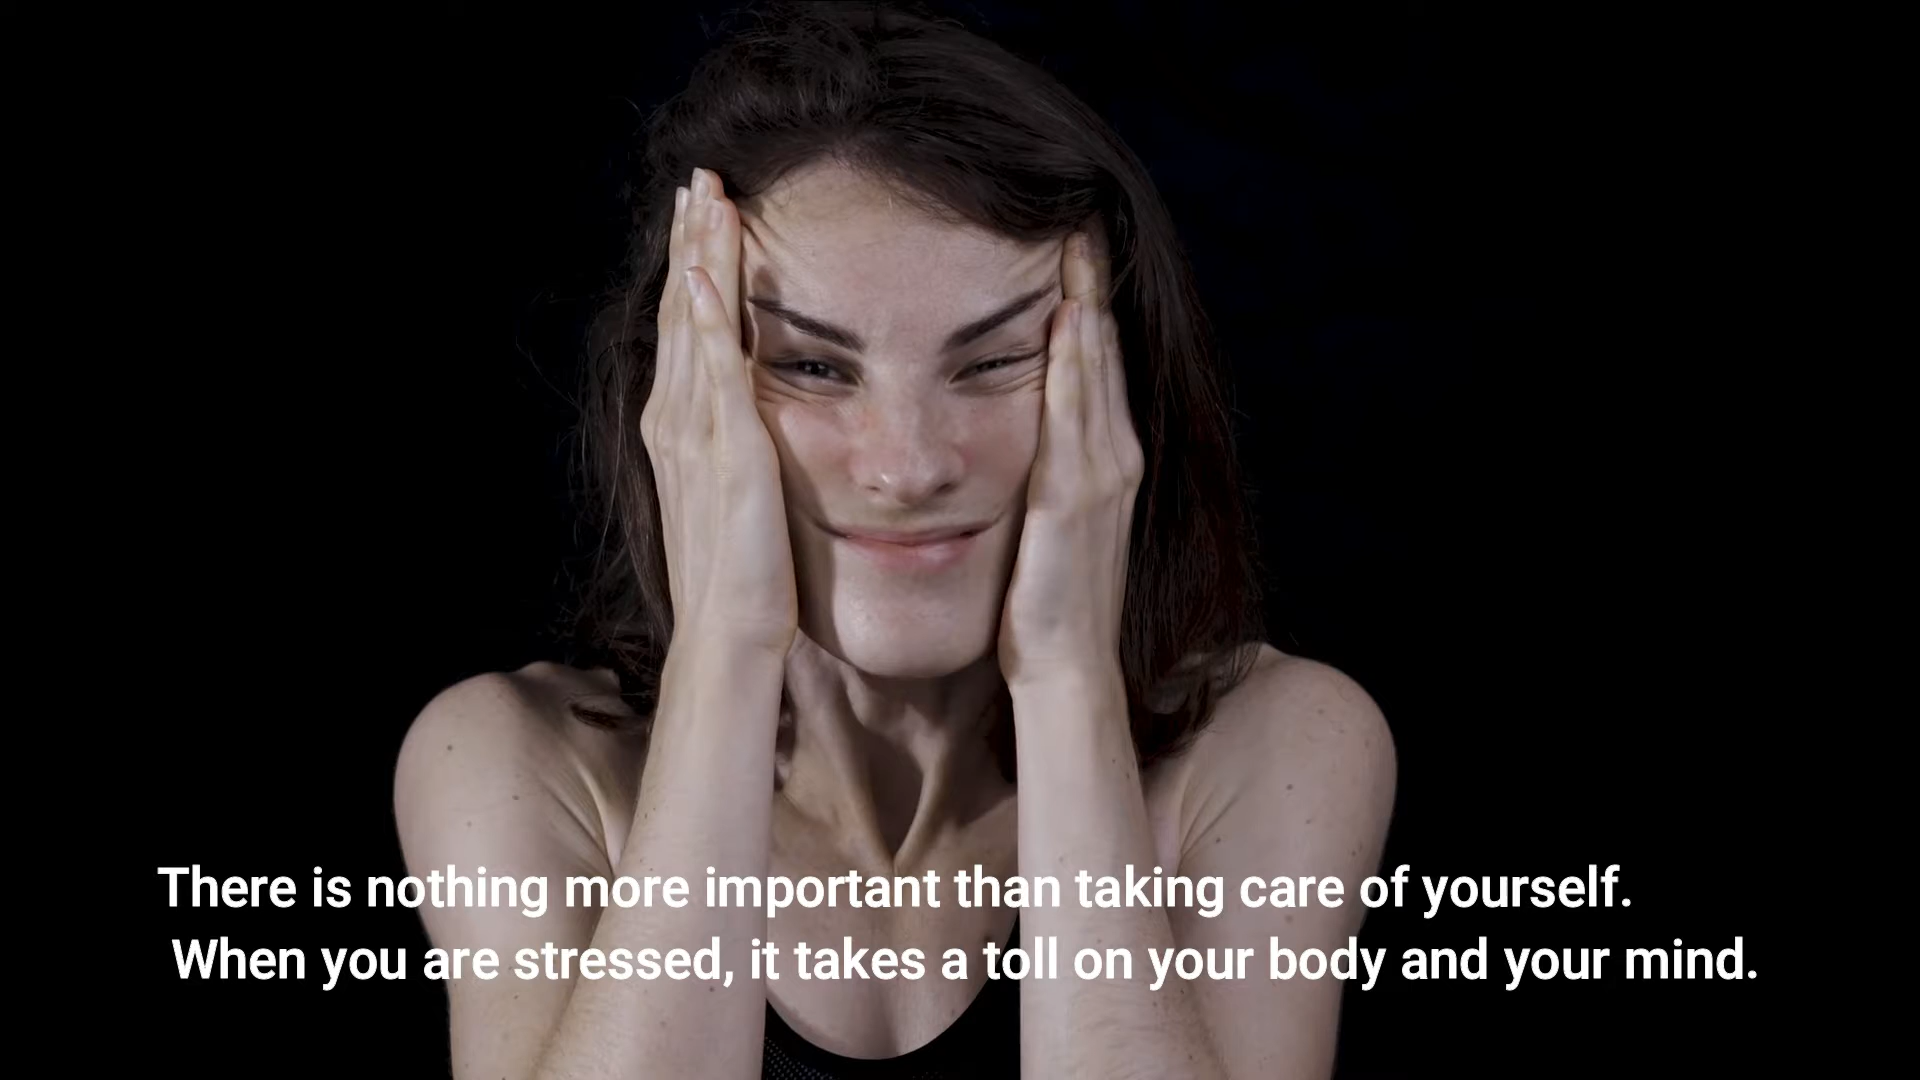 There is nothing more important than taking care of yourself.
When you are stressed, it takes a toll on your body and your mind.